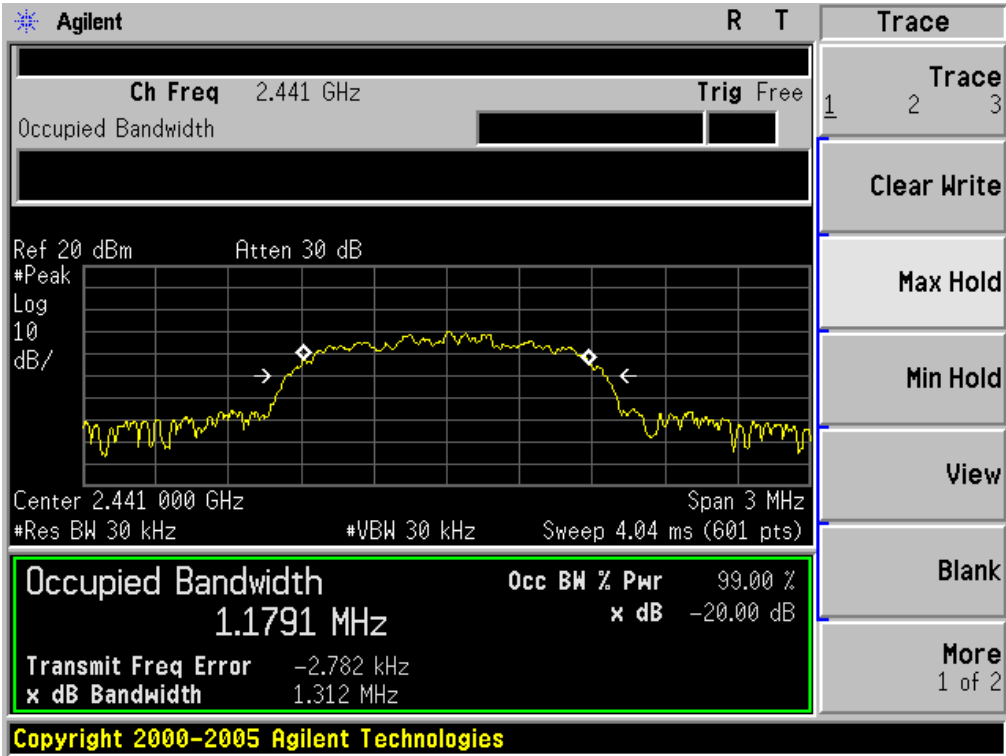 Agilent R T Trace
Ch Freq 2.441 GHz Trig Free
Occupied Bandwidth
Trace
1 2 3
Clear Write
Max Hold
Min Hold
View
Blank
More
1 of 2
Ref 20 dBm Atten 30 dB
#Peak
Log
10
dB/
Center 2.441 000 GHz Span 3 MHz
#Res BW 30 kHz #VBW 30 kHz Sweep 4.04 ms (601 pts)
Occupied Bandwidth Occ BW % Pwr 99.00 %
1.1791 MHz x dB -20.00 dB
Transmit Freq Error -2.782 kHz
x dB Bandwidth 1.312 MHz
Copyright 2000-2005 Agilent Technologies